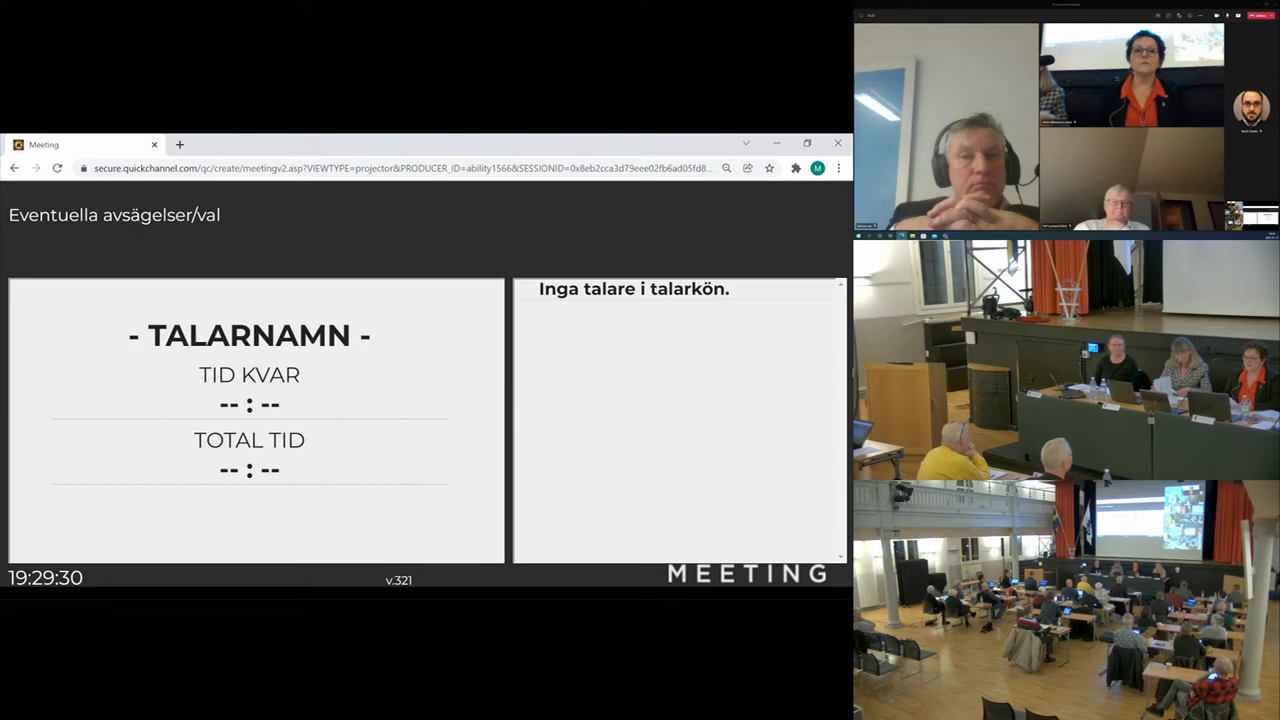 Meeting
secure.quickchannel.com/qc/create/meetingv2.asp?VIEWTYPE=projector&PRODUCER_ID=ability1566&SESSIONID=0x8eb2cca3d79eee02fb6ad05fd8...
M
Eventuella avsägelser/val
- TALARNAMN -
TID KVAR
-- : --
TOTAL TID
-- : --
Inga talare i talarkön.
19:29:30
v.321
MEETING